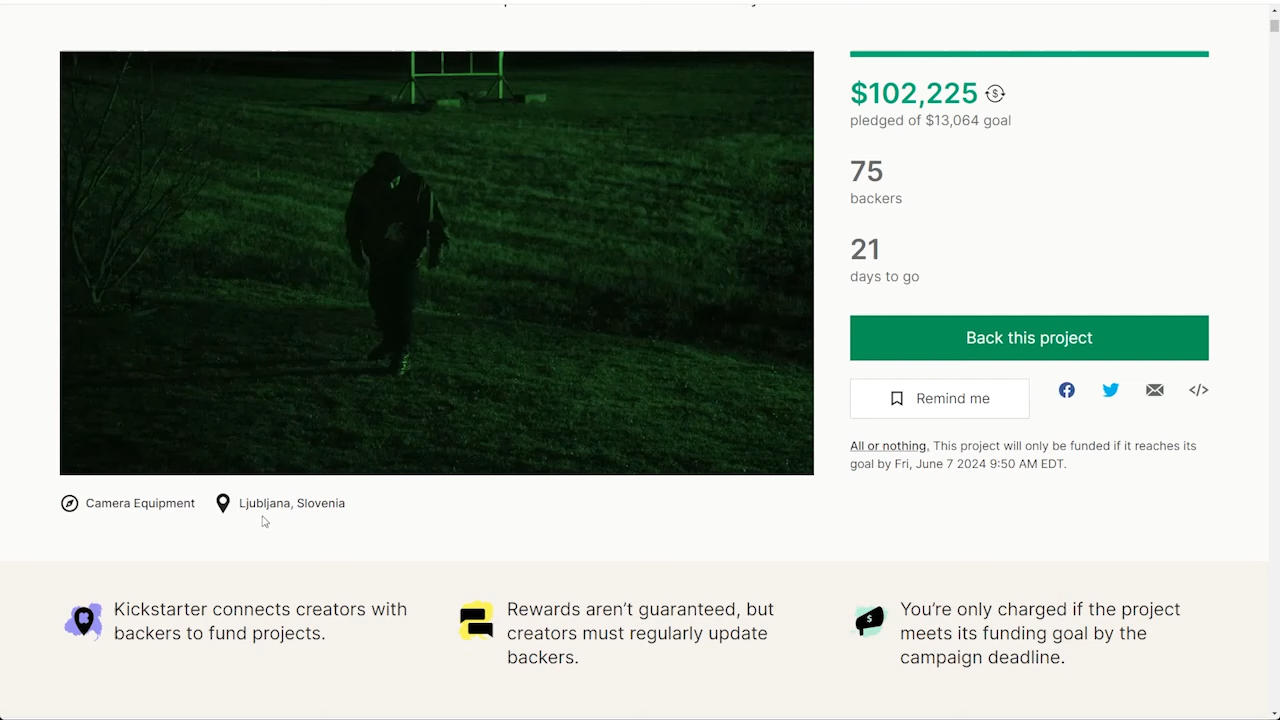 $102,225
pledged of $13,064 goal
75
backers
21
days to go
Back this project
Remind me
All or nothing. This project will only be funded if it reaches its
goal by Fri, June 7 2024 9:50 AM EDT.
Camera Equipment
Ljubljana, Slovenia
Kickstarter connects creators with
backers to fund projects.
Rewards aren’t guaranteed, but
creators must regularly update
backers.
You’re only charged if the project
meets its funding goal by the
campaign deadline.